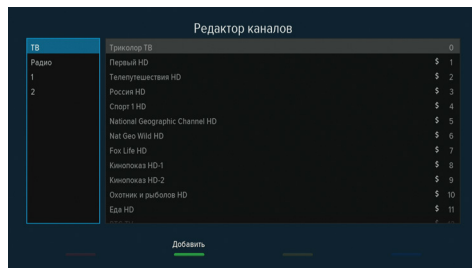 Редактор каналов
ТВ
Радио
1
2
Триколор ТВ 0
Первый HD $ 1
Телепутешествия HD $ 2
Россия HD $ 3
Спорт 1 HD $ 4
National Geographic Channel HD $ 5
Nat Geo Wild HD $ 6
Fox Life HD $ 7
Кинопоказ HD-1 $ 8
Кинопоказ HD-2 $ 9
Охотник и рыболов HD $ 10
Еда HD $ 11
Добавить